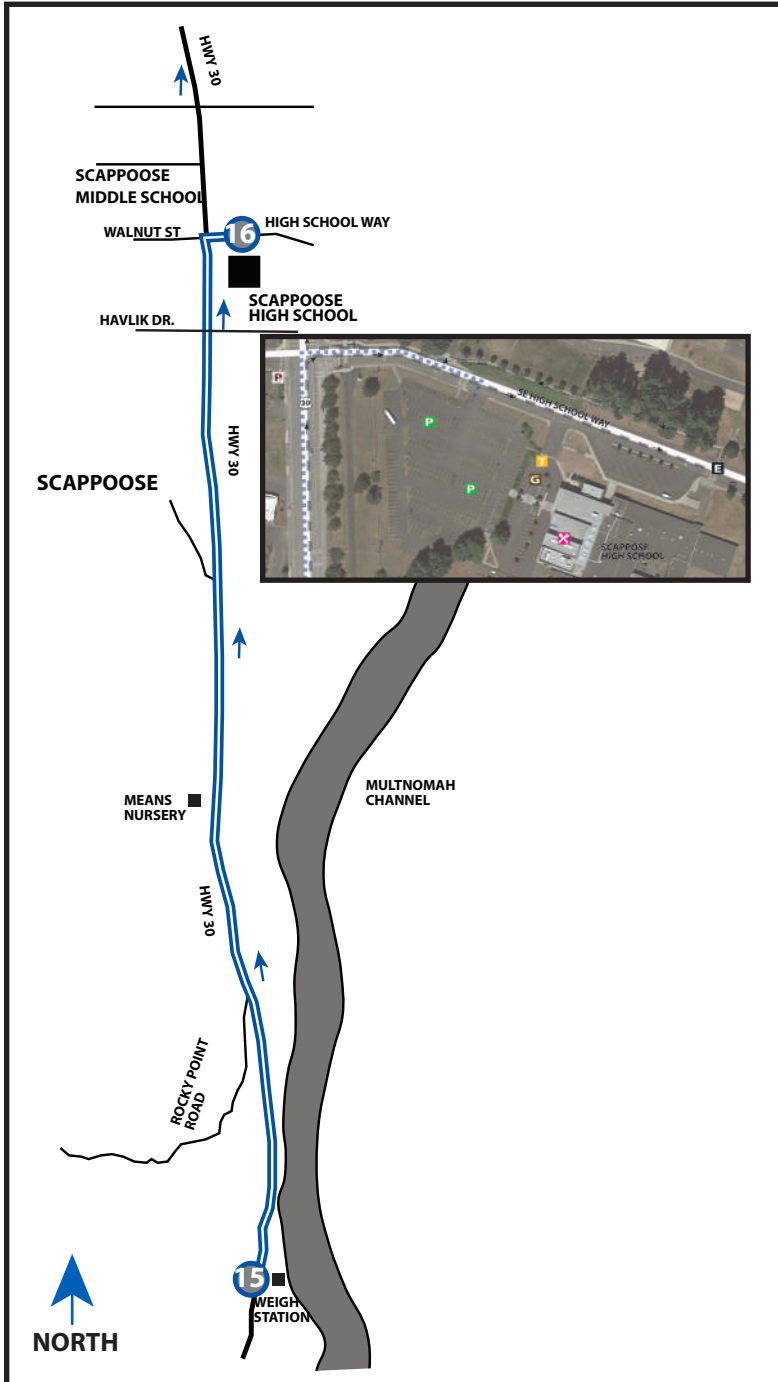 HWY 30
SCAPPOOSE
MIDDLE SCHOOL
WALNUT ST
16
HIGH SCHOOL WAY
SCAPPOOSE
HIGH SCHOOL
HAVLIK DR.
P
30
SE HIGH SCHOOL WAY
P
P
T
G
E
SCAPPOSE
HIGH SCHOOL
HWY 30
SCAPPOOSE
MULTNOMAH
CHANNEL
MEANS
NURSERY
HWY 30
ROCKY POINT
ROAD
15
WEIGH
STATION
NORTH